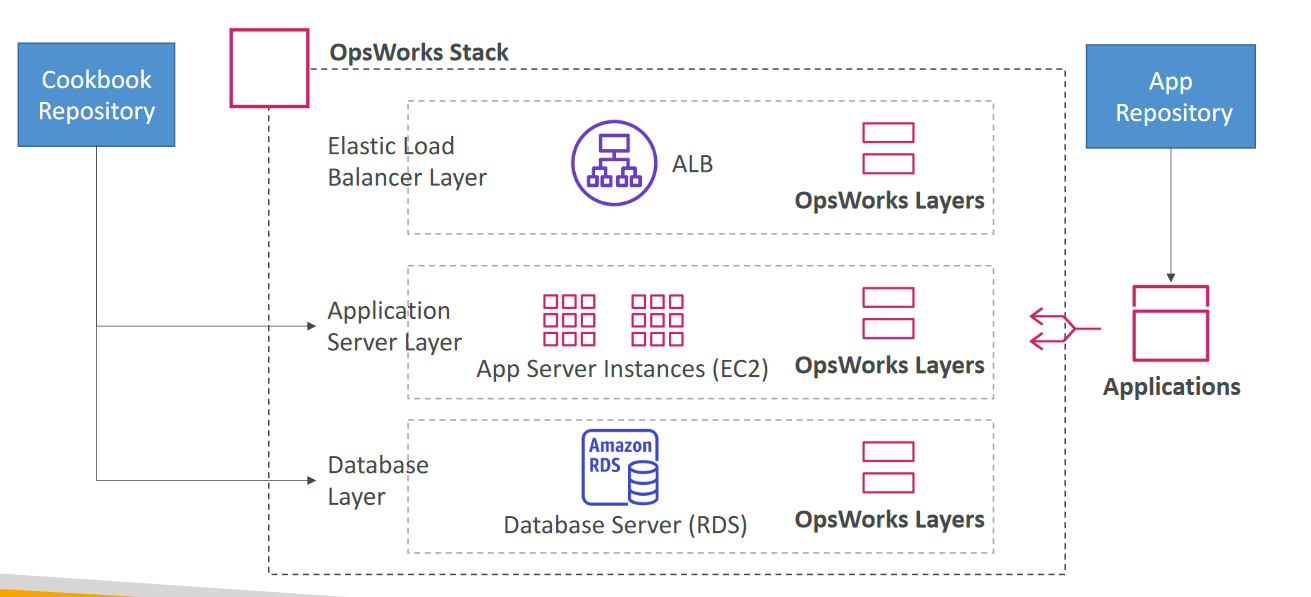 OpsWorks Stack
Cookbook
Repository
App
Repository
Elastic Load
Balancer Layer
ALB
OpsWorks Layers
Application
Server Layer
App Server Instances (EC2)
OpsWorks Layers
Applications
Database
Layer
Amazon
RDS
Database Server (RDS)
OpsWorks Layers